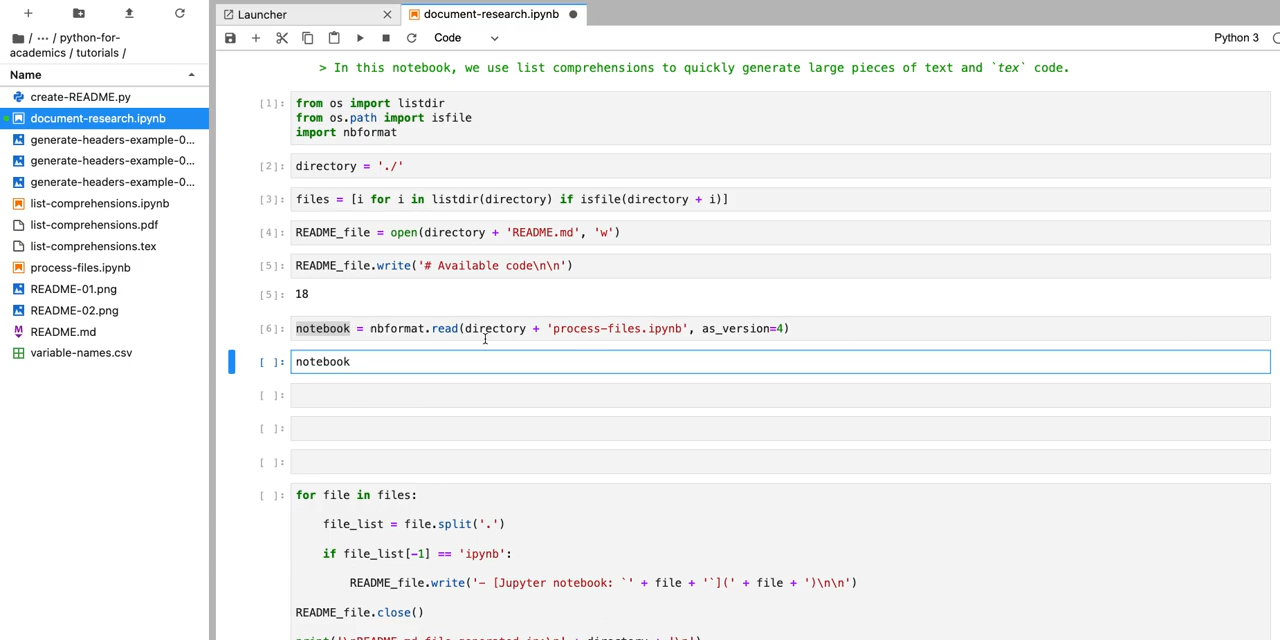 Launcher
document-research.ipynb
Code
Python 3
/ ··· / python-for-
academics / tutorials /
Name
create-README.py
document-research.ipynb
generate-headers-example-0...
generate-headers-example-0...
generate-headers-example-0...
list-comprehensions.ipynb
list-comprehensions.pdf
list-comprehensions.tex
process-files.ipynb
README-01.png
README-02.png
README.md
variable-names.csv
> In this notebook, we use list comprehensions to quickly generate large pieces of text and `tex` code.
[1]: from os import listdir
from os.path import isfile
import nbformat
[2]: directory = './'
[3]: files = [i for i in listdir(directory) if isfile(directory + i)]
[4]: README_file = open(directory + 'README.md', 'w')
[5]: README_file.write('# Available code\n\n')
[5]: 18
[6]: notebook = nbformat.read(directory + 'process-files.ipynb', as_version=4)
[ ]: notebook
[ ]:
[ ]:
[ ]:
[ ]: for file in files:
file_list = file.split('.')
if file_list[-1] == 'ipynb':
README_file.write('- [Jupyter notebook: `' + file + '`](' + file + ')\n\n')
README_file.close()
print('\nREADME.md file generated in:\n' + directory + '\n')